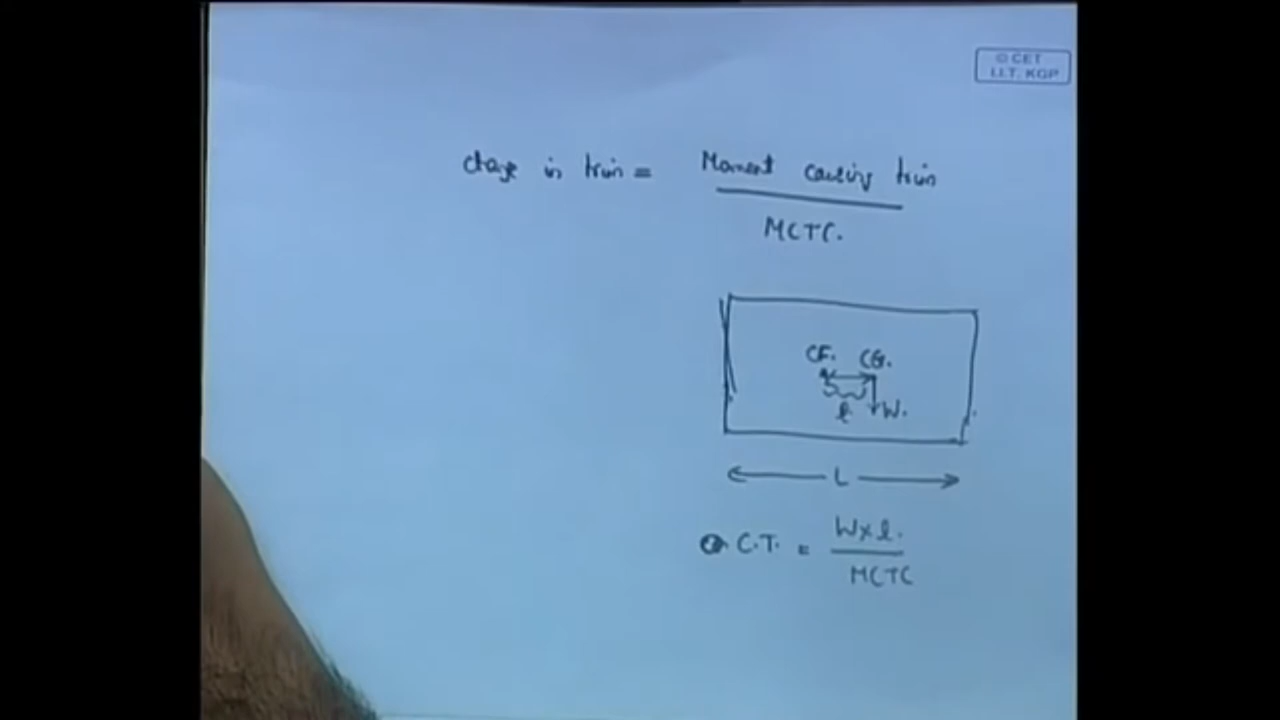 © CET
I.I.T. KGP
change in trim = Moment causing trim
MCTC.
CF. CG.
l W.
L
C.T. = W x l.
MCTC